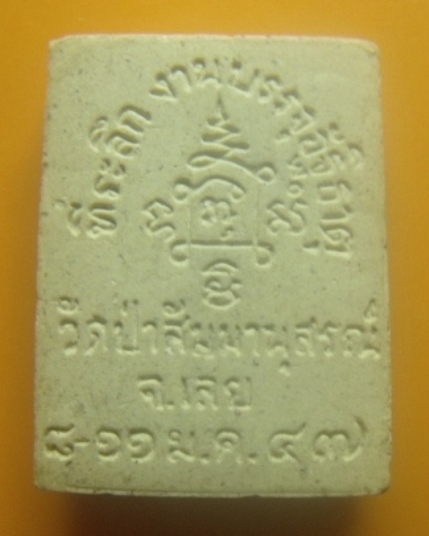 ที่ระลึก งานบรรจุอัฐิธาตุ
วัดป่าสัมมานุสรณ์
จ.เลย
๘-๑๑ ม.ค. ๔๗